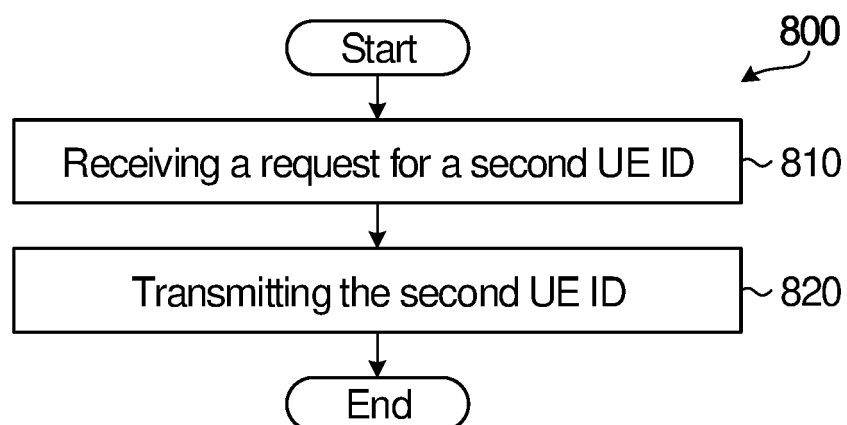 Start
800
Receiving a request for a second UE ID
810
Transmitting the second UE ID
820
End